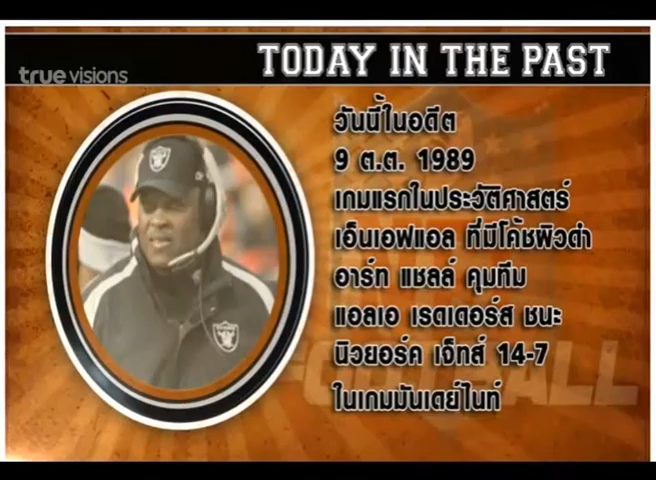 TODAY IN THE PAST
true visions
วันนี้ในอดีต
9 ต.ต. 1989
เกมแรกในประวัติศาสตร์
เอ็นเอฟแอล ที่มีโค้ชผิวดำ
อาร์ท แชลล์ คุมทีม
แอลเอ เรดเดอร์ส ชนะ
นิวยอร์ค เจ็ทส์ 14-7
ในเกมมันเดย์ไนท์
FOOTBALL